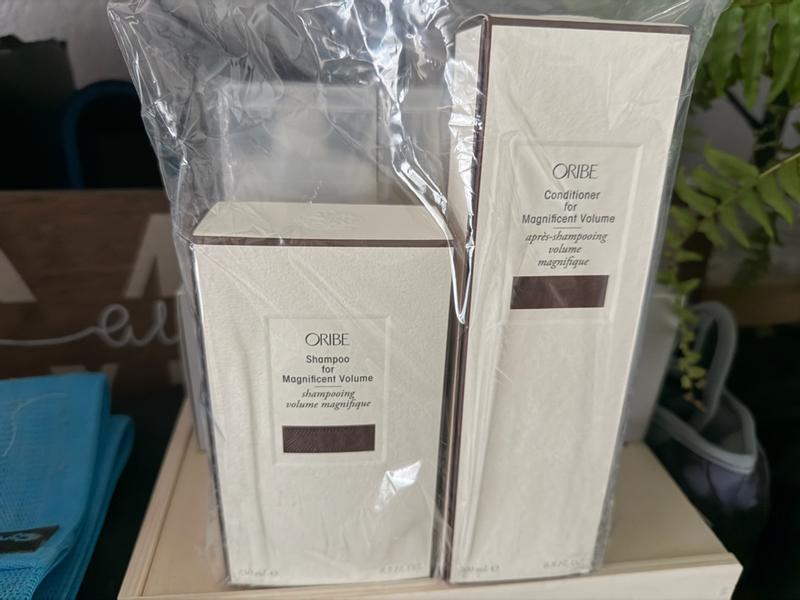 ORIBE
Shampoo
for
Magnificent Volume
shampooing
volume magnifique
ORIBE
Conditioner
for
Magnificent Volume
après-shampooing
volume
magnifique